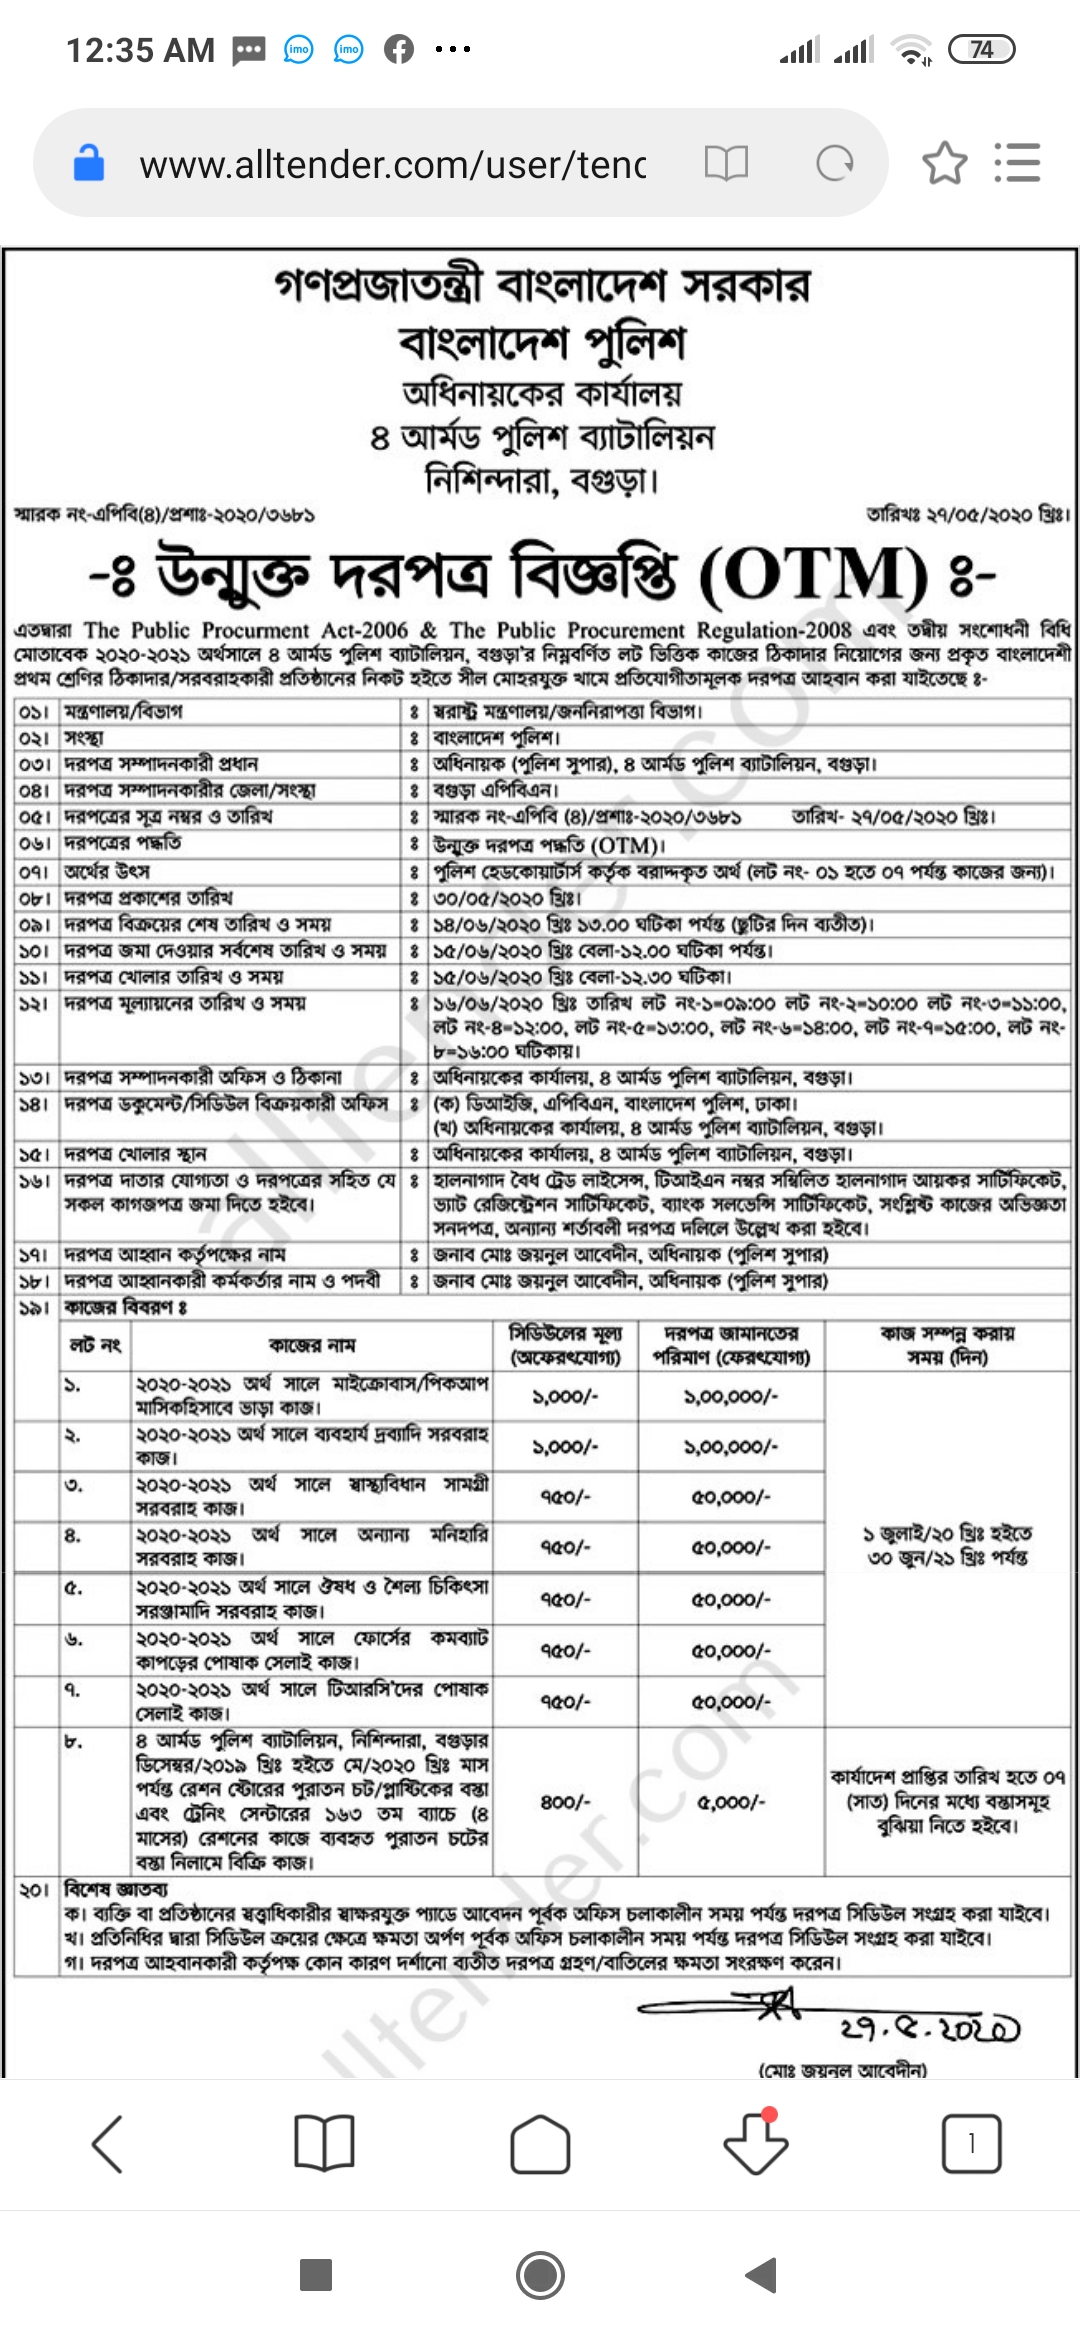 12:35 AM
imo
imo
74
www.alltender.com/user/tenc
গণপ্রজাতন্ত্রী বাংলাদেশ সরকার
বাংলাদেশ পুলিশ
অধিনায়কের কার্যালয়
৪ আর্মড পুলিশ ব্যাটালিয়ন
নিশিন্দারা, বগুড়া।
স্মারক নং-এপিবি(৪)/প্রশাঃ-২০২০/৩৬৮১ তারিখঃ ২৭/০৫/২০২০ খ্রিঃ।
-ঃ উন্মুক্ত দরপত্র বিজ্ঞপ্তি (OTM) ঃ-
এতদ্বারা The Public Procurment Act-2006 & The Public Procurement Regulation-2008 এবং তদ্বীয় সংশোধনী বিধি
মোতাবেক ২০২০-২০২১ অর্থসালে ৪ আর্মড পুলিশ ব্যাটালিয়ন, বগুড়া'র নিম্নবর্ণিত লট ভিত্তিক কাজের ঠিকাদার নিয়োগের জন্য প্রকৃত বাংলাদেশী
প্রথম শ্রেণির ঠিকাদার/সরবরাহকারী প্রতিষ্ঠানের নিকট হইতে সীল মোহরযুক্ত খামে প্রতিযোগীতামূলক দরপত্র আহবান করা যাইতেছে ঃ-
০১। মন্ত্রণালয়/বিভাগ ঃ স্বরাষ্ট্র মন্ত্রণালয়/জননিরাপত্তা বিভাগ।
০২। সংস্থা ঃ বাংলাদেশ পুলিশ।
০৩। দরপত্র সম্পাদনকারী প্রধান ঃ অধিনায়ক (পুলিশ সুপার), ৪ আর্মড পুলিশ ব্যাটালিয়ন, বগুড়া।
০৪। দরপত্র সম্পাদনকারীর জেলা/সংস্থা ঃ বগুড়া এপিবিএন।
০৫। দরপত্রের সূত্র নম্বর ও তারিখ ঃ স্মারক নং-এপিবি (৪)/প্রশাঃ-২০২০/৩৬৮১ তারিখ- ২৭/০৫/২০২০ খ্রিঃ।
০৬। দরপত্রের পদ্ধতি ঃ উন্মুক্ত দরপত্র পদ্ধতি (OTM)।
০৭। অর্থের উৎস ঃ পুলিশ হেডকোয়ার্টার্স কর্তৃক বরাদ্দকৃত অর্থ (লট নং- ০১ হতে ০৭ পর্যন্ত কাজের জন্য)।
০৮। দরপত্র প্রকাশের তারিখ ঃ ৩০/০৫/২০২০ খ্রিঃ।
০৯। দরপত্র বিক্রয়ের শেষ তারিখ ও সময় ঃ ১৪/০৬/২০২০ খ্রিঃ ১৩.০০ ঘটিকা পর্যন্ত (ছুটির দিন ব্যতীত)।
১০। দরপত্র জমা দেওয়ার সর্বশেষ তারিখ ও সময় ঃ ১৫/০৬/২০২০ খ্রিঃ বেলা-১২.০০ ঘটিকা পর্যন্ত।
১১। দরপত্র খোলার তারিখ ও সময় ঃ ১৫/০৬/২০২০ খ্রিঃ বেলা-১২.৩০ ঘটিকা।
১২। দরপত্র মূল্যায়নের তারিখ ও সময় ঃ ১৬/০৬/২০২০ খ্রিঃ তারিখ লট নং-১=০৯:০০ লট নং-২=১০:০০ লট নং-৩=১১:০০,
লট নং-৪=১২:০০, লট নং-৫=১৩:০০, লট নং-৬=১৪:০০, লট নং-৭=১৫:০০, লট নং-
৮=১৬:০০ ঘটিকায়।
১৩। দরপত্র সম্পাদনকারী অফিস ও ঠিকানা ঃ অধিনায়কের কার্যালয়, ৪ আর্মড পুলিশ ব্যাটালিয়ন, বগুড়া।
১৪। দরপত্র ডকুমেন্ট/সিডিউল বিক্রয়কারী অফিস ঃ (ক) ডিআইজি, এপিবিএন, বাংলাদেশ পুলিশ, ঢাকা।
(খ) অধিনায়কের কার্যালয়, ৪ আর্মড পুলিশ ব্যাটালিয়ন, বগুড়া।
১৫। দরপত্র খোলার স্থান ঃ অধিনায়কের কার্যালয়, ৪ আর্মড পুলিশ ব্যাটালিয়ন, বগুড়া।
১৬। দরপত্র দাতার যোগ্যতা ও দরপত্রের সহিত যে ঃ হালনাগাদ বৈধ ট্রেড লাইসেন্স, টিআইএন নম্বর সম্বিলিত হালনাগাদ আয়কর সার্টিফিকেট,
সকল কাগজপত্র জমা দিতে হইবে। ভ্যাট রেজিস্ট্রেশন সার্টিফিকেট, ব্যাংক সলভেন্সি সার্টিফিকেট, সংশ্লিষ্ট কাজের অভিজ্ঞতা
সনদপত্র, অন্যান্য শর্তাবলী দরপত্র দলিলে উল্লেখ করা হইবে।
১৭। দরপত্র আহ্বান কর্তৃপক্ষের নাম ঃ জনাব মোঃ জয়নুল আবেদীন, অধিনায়ক (পুলিশ সুপার)
১৮। দরপত্র আহ্বানকারী কর্মকর্তার নাম ও পদবী ঃ জনাব মোঃ জয়নুল আবেদীন, অধিনায়ক (পুলিশ সুপার)
১৯। কাজের বিবরণ ঃ
লট নং কাজের নাম সিডিউলের মূল্য (অফেরৎযোগ্য) দরপত্র জামানতের পরিমাণ (ফেরৎযোগ্য) কাজ সম্পন্ন করায় সময় (দিন)
১. ২০২০-২০২১ অর্থ সালে মাইক্রোবাস/পিকআপ
মাসিকহিসাবে ভাড়া কাজ। ১,০০০/- ১,০০,০০০/-
২. ২০২০-২০২১ অর্থ সালে ব্যবহার্য দ্রব্যাদি সরবরাহ
কাজ। ১,০০০/- ১,০০,০০০/-
৩. ২০২০-২০২১ অর্থ সালে স্বাস্থ্যবিধান সামগ্রী
সরবরাহ কাজ। ৭৫০/- ৫০,০০০/-
৪. ২০২০-২০২১ অর্থ সালে অন্যান্য মনিহারি
সরবরাহ কাজ। ৭৫০/- ৫০,০০০/-
১ জুলাই/২০ খ্রিঃ হইতে
৩০ জুন/২১ খ্রিঃ পর্যন্ত
৫. ২০২০-২০২১ অর্থ সালে ঔষধ ও শৈল্য চিকিৎসা
সরঞ্জামাদি সরবরাহ কাজ। ৭৫০/- ৫০,০০০/-
৬. ২০২০-২০২১ অর্থ সালে ফোর্সের কমব্যাট
কাপড়ের পোষাক সেলাই কাজ। ৭৫০/- ৫০,০০০/-
৭. ২০২০-২০২১ অর্থ সালে টিআরসি'দের পোষাক
সেলাই কাজ। ৭৫০/- ৫০,০০০/-
৮. ৪ আর্মড পুলিশ ব্যাটালিয়ন, নিশিন্দারা, বগুড়ার
ডিসেম্বর/২০১৯ খ্রিঃ হইতে মে/২০২০ খ্রিঃ মাস
পর্যন্ত রেশন ষ্টোরের পুরাতন চট/প্লাষ্টিকের বস্তা
এবং ট্রেনিং সেন্টারের ১৬৩ তম ব্যাচে (৪
মাসের) রেশনের কাজে ব্যবহৃত পুরাতন চটের
বস্তা নিলামে বিক্রি কাজ।
৪০০/- ৫,০০০/-
কার্যাদেশ প্রাপ্তির তারিখ হতে ০৭
(সাত) দিনের মধ্যে বস্তাসমূহ
বুঝিয়া নিতে হইবে।
২০। বিশেষ জ্ঞাতব্য
ক। ব্যক্তি বা প্রতিষ্ঠানের স্বত্ত্বাধিকারীর স্বাক্ষরযুক্ত প্যাডে আবেদন পূর্বক অফিস চলাকালীন সময় পর্যন্ত দরপত্র সিডিউল সংগ্রহ করা যাইবে।
খ। প্রতিনিধির দ্বারা সিডিউল ক্রয়ের ক্ষেত্রে ক্ষমতা অর্পণ পূর্বক অফিস চলাকালীন সময় পর্যন্ত দরপত্র সিডিউল সংগ্রহ করা যাইবে।
গ। দরপত্র আহবানকারী কর্তৃপক্ষ কোন কারণ দর্শানো ব্যতীত দরপত্র গ্রহণ/বাতিলের ক্ষমতা সংরক্ষণ করেন।
২৭.৫.২০২০
(মোঃ জয়নুল আবেদীন)
alltender.com
alltender.com
1